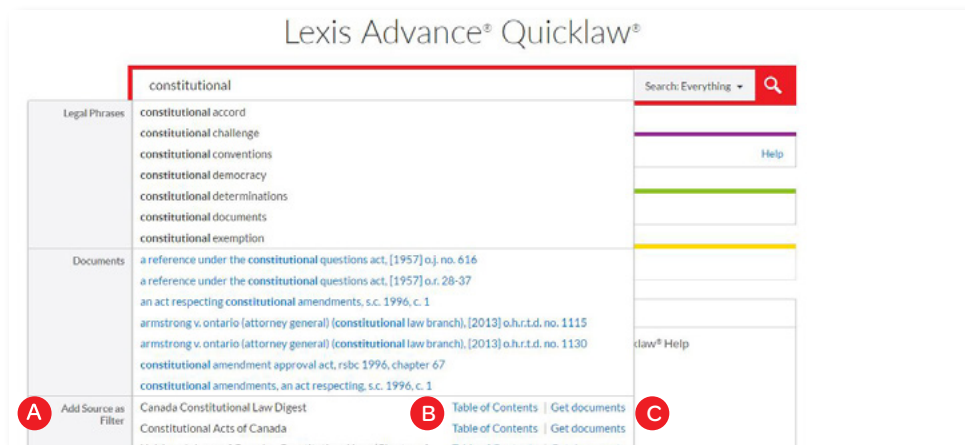 Lexis Advance® Quicklaw®
constitutional
Search: Everything
Legal Phrases
constitutional accord
constitutional challenge
constitutional conventions
Help
constitutional democracy
constitutional determinations
constitutional documents
constitutional exemption
Documents
a reference under the constitutional questions act, [1957] o.j. no. 616
a reference under the constitutional questions act, [1957] o.r. 28-37
an act respecting constitutional amendments, s.c. 1996, c. 1
armstrong v. ontario (attorney general) (constitutional law branch), [2013] o.h.r.t.d. no. 1115
armstrong v. ontario (attorney general) (constitutional law branch), [2013] o.h.r.t.d. no. 1130
claw® Help
constitutional amendment approval act, rsbc 1996, chapter 67
constitutional amendments, an act respecting, s.c. 1996, c. 1
A
Add Source as
Filter
Canada Constitutional Law Digest
B
Table of Contents | Get documents
C
Constitutional Acts of Canada
Table of Contents | Get documents